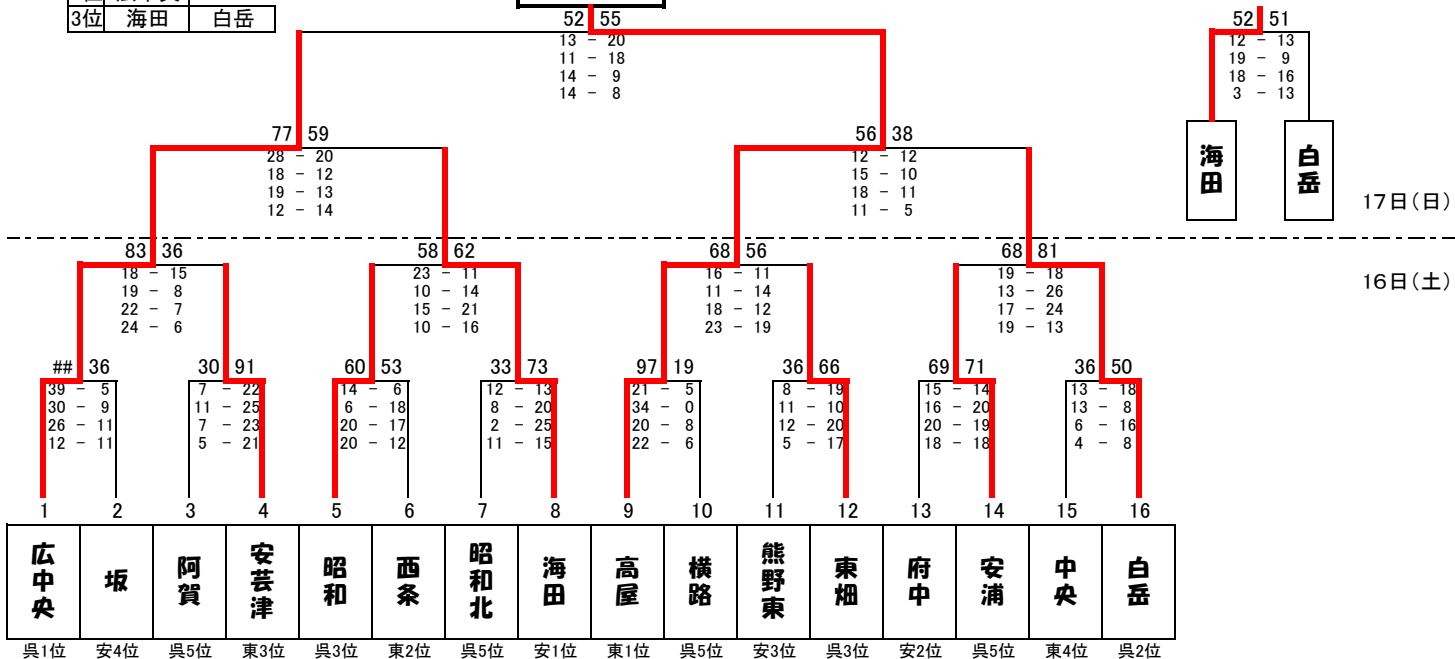 3位 海田 白岳
52 55
13 - 20
11 - 18
14 - 9
14 - 8
52 51
12 - 13
19 - 9
18 - 16
3 - 13
海田 白岳
77 59
28 - 20
18 - 12
19 - 13
12 - 14
56 38
12 - 12
15 - 10
18 - 11
11 - 5
17日(日)
83 36
18 - 15
19 - 8
22 - 7
24 - 6
58 62
23 - 11
10 - 14
15 - 21
10 - 16
68 56
16 - 11
11 - 14
18 - 12
23 - 19
68 81
19 - 18
13 - 26
17 - 24
19 - 13
16日(土)
## 36
39 - 5
30 - 9
26 - 11
12 - 11
30 91
7 - 22
11 - 25
7 - 23
5 - 21
60 53
14 - 6
6 - 18
20 - 17
20 - 12
33 73
12 - 13
8 - 20
2 - 25
11 - 15
97 19
21 - 5
34 - 0
20 - 8
22 - 6
36 66
8 - 19
11 - 10
12 - 20
5 - 17
69 71
15 - 14
16 - 20
20 - 19
18 - 18
36 50
13 - 18
13 - 8
6 - 16
4 - 8
1 2 3 4 5 6 7 8 9 10 11 12 13 14 15 16
広中央 坂 阿賀 安芸津 昭和 西条 昭和北 海田 高屋 横路 熊野東 東畑 府中 安浦 中央 白岳
呉1位 安4位 呉5位 東3位 呉3位 東2位 呉5位 安1位 東1位 呉5位 安3位 呉3位 安2位 呉5位 東4位 呉2位